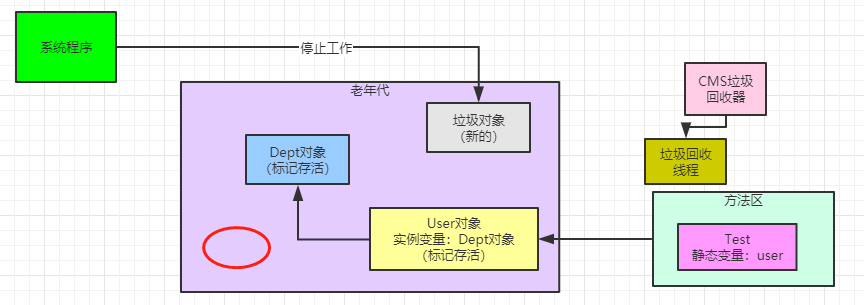 系统程序
停止工作
老年代
垃圾对象
（新的）
CMS垃圾
回收器
Dept对象
（标记存活）
垃圾回收
线程
User对象
实例变量：Dept对象
（标记存活）
方法区
Test
静态变量：user